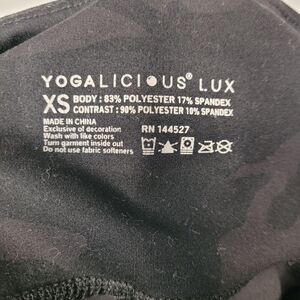 YOGALICIOUS® LUX
XS BODY : 83% POLYESTER 17% SPANDEX
CONTRAST : 90% POLYESTER 10% SPANDEX
MADE IN CHINA
Exclusive of decoration
Wash with like colors
Turn garment inside out
Do not use fabric softeners
RN 144527